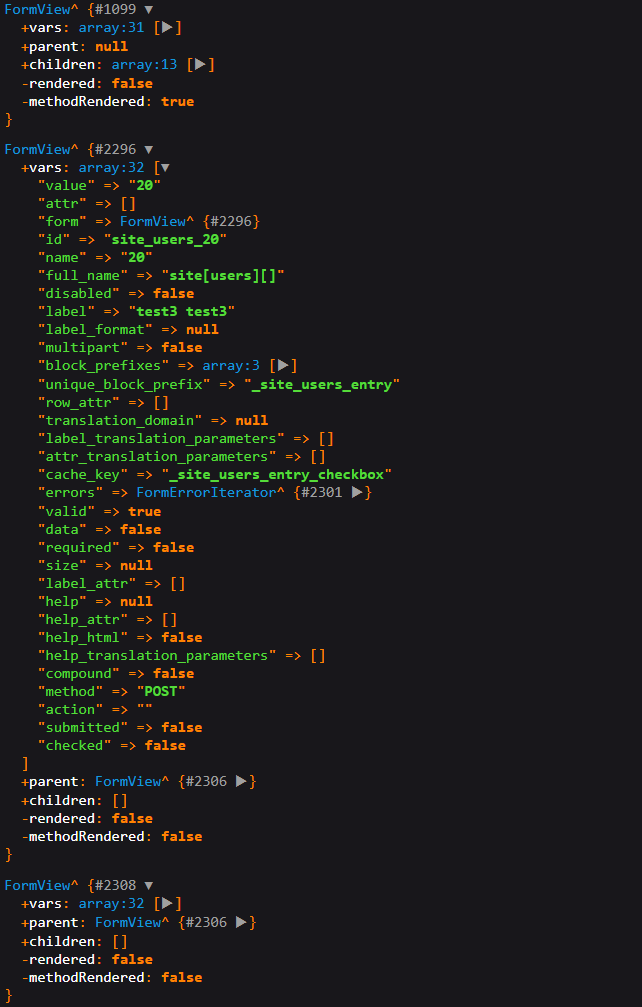 FormView^ {#1099 ▼
  +vars: array:31 [▶]
  +parent: null
  +children: array:13 [▶]
  -rendered: false
  -methodRendered: true
}
FormView^ {#2296 ▼
  +vars: array:32 [▼
    "value" => "20"
    "attr" => []
    "form" => FormView^ {#2296}
    "id" => "site_users_20"
    "name" => "20"
    "full_name" => "site[users][]"
    "disabled" => false
    "label" => "test3 test3"
    "label_format" => null
    "multipart" => false
    "block_prefixes" => array:3 [▶]
    "unique_block_prefix" => "_site_users_entry"
    "row_attr" => []
    "translation_domain" => null
    "label_translation_parameters" => []
    "attr_translation_parameters" => []
    "cache_key" => "_site_users_entry_checkbox"
    "errors" => FormErrorIterator^ {#2301 ▶}
    "valid" => true
    "data" => false
    "required" => false
    "size" => null
    "label_attr" => []
    "help" => null
    "help_attr" => []
    "help_html" => false
    "help_translation_parameters" => []
    "compound" => false
    "method" => "POST"
    "action" => ""
    "submitted" => false
    "checked" => false
  ]
  +parent: FormView^ {#2306 ▶}
  +children: []
  -rendered: false
  -methodRendered: false
}
FormView^ {#2308 ▼
  +vars: array:32 [▶]
  +parent: FormView^ {#2306 ▶}
  +children: []
  -rendered: false
  -methodRendered: false
}